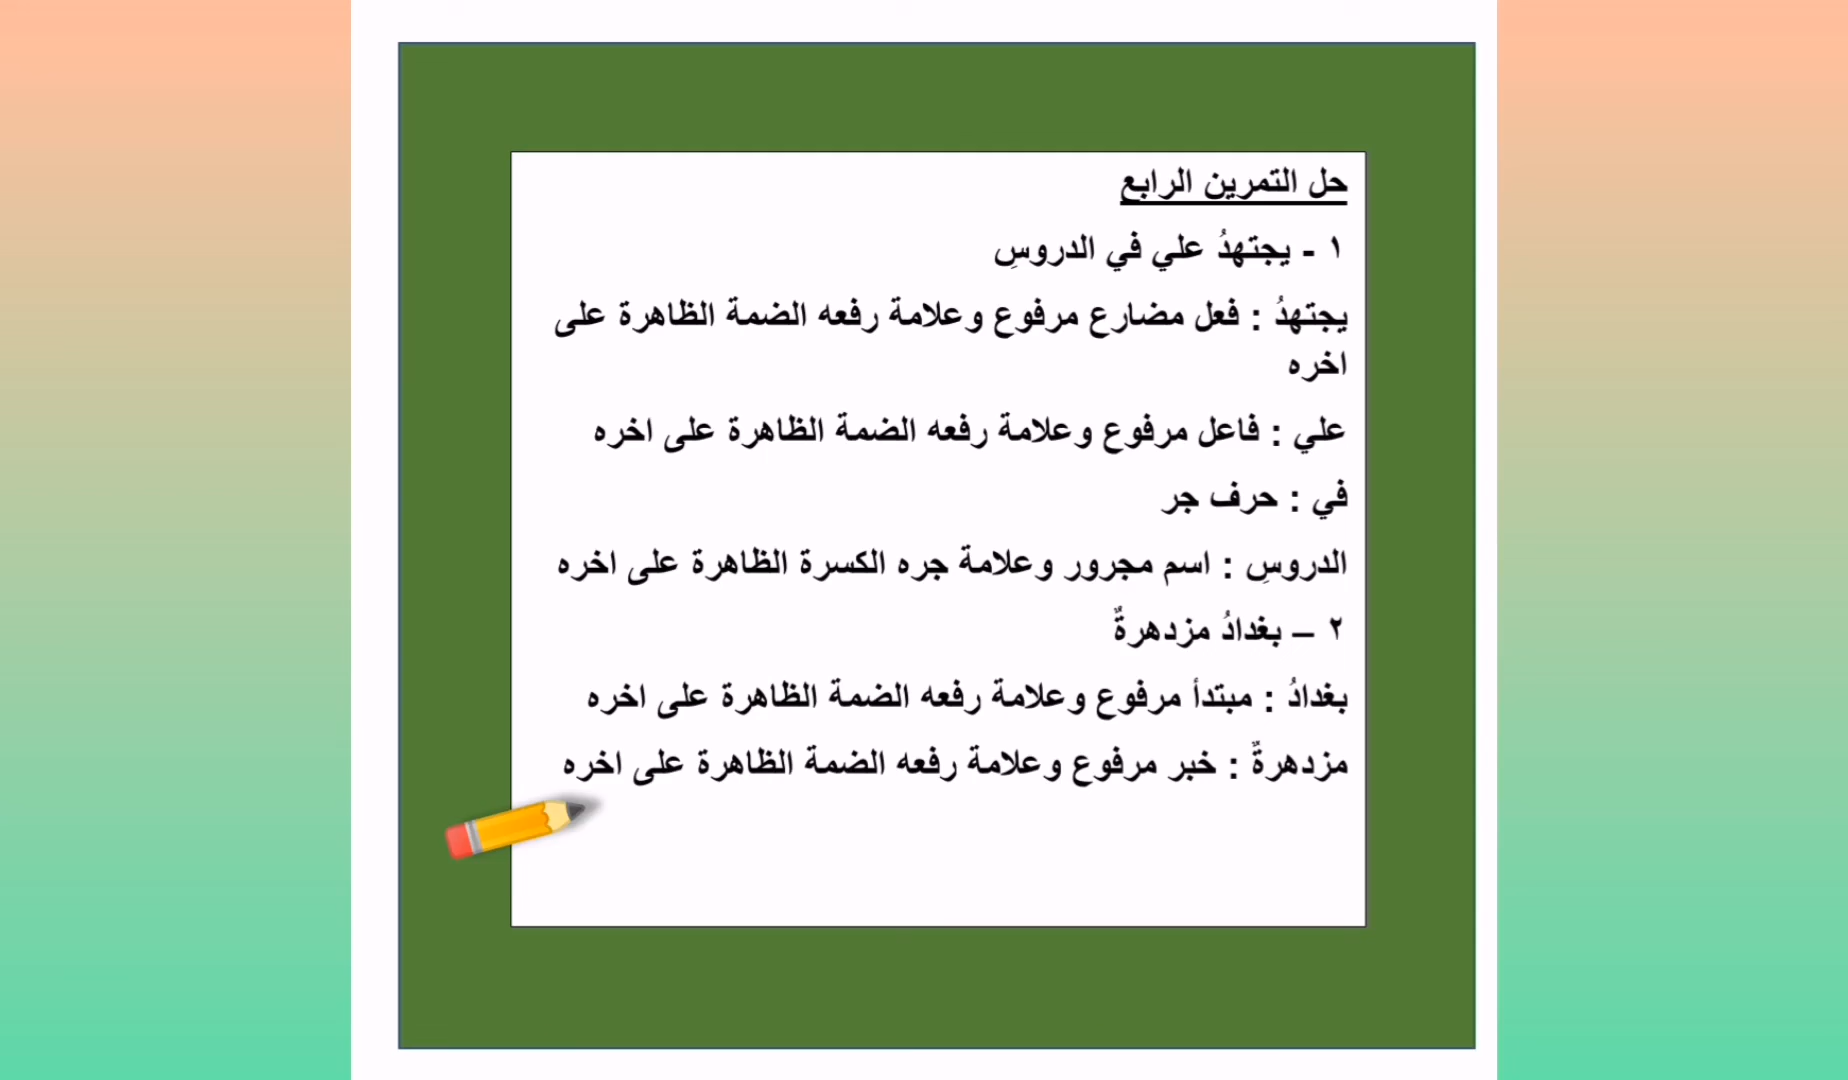 حل التمرين الرابع
١ - يجتهدُ علي في الدروسِ
يجتهدُ : فعل مضارع مرفوع وعلامة رفعه الضمة الظاهرة على
اخره
علي : فاعل مرفوع وعلامة رفعه الضمة الظاهرة على اخره
في : حرف جر
الدروسِ : اسم مجرور وعلامة جره الكسرة الظاهرة على اخره
٢ – بغدادُ مزدهرةٌ
بغدادُ : مبتدأ مرفوع وعلامة رفعه الضمة الظاهرة على اخره
مزدهرةٌ : خبر مرفوع وعلامة رفعه الضمة الظاهرة على اخره